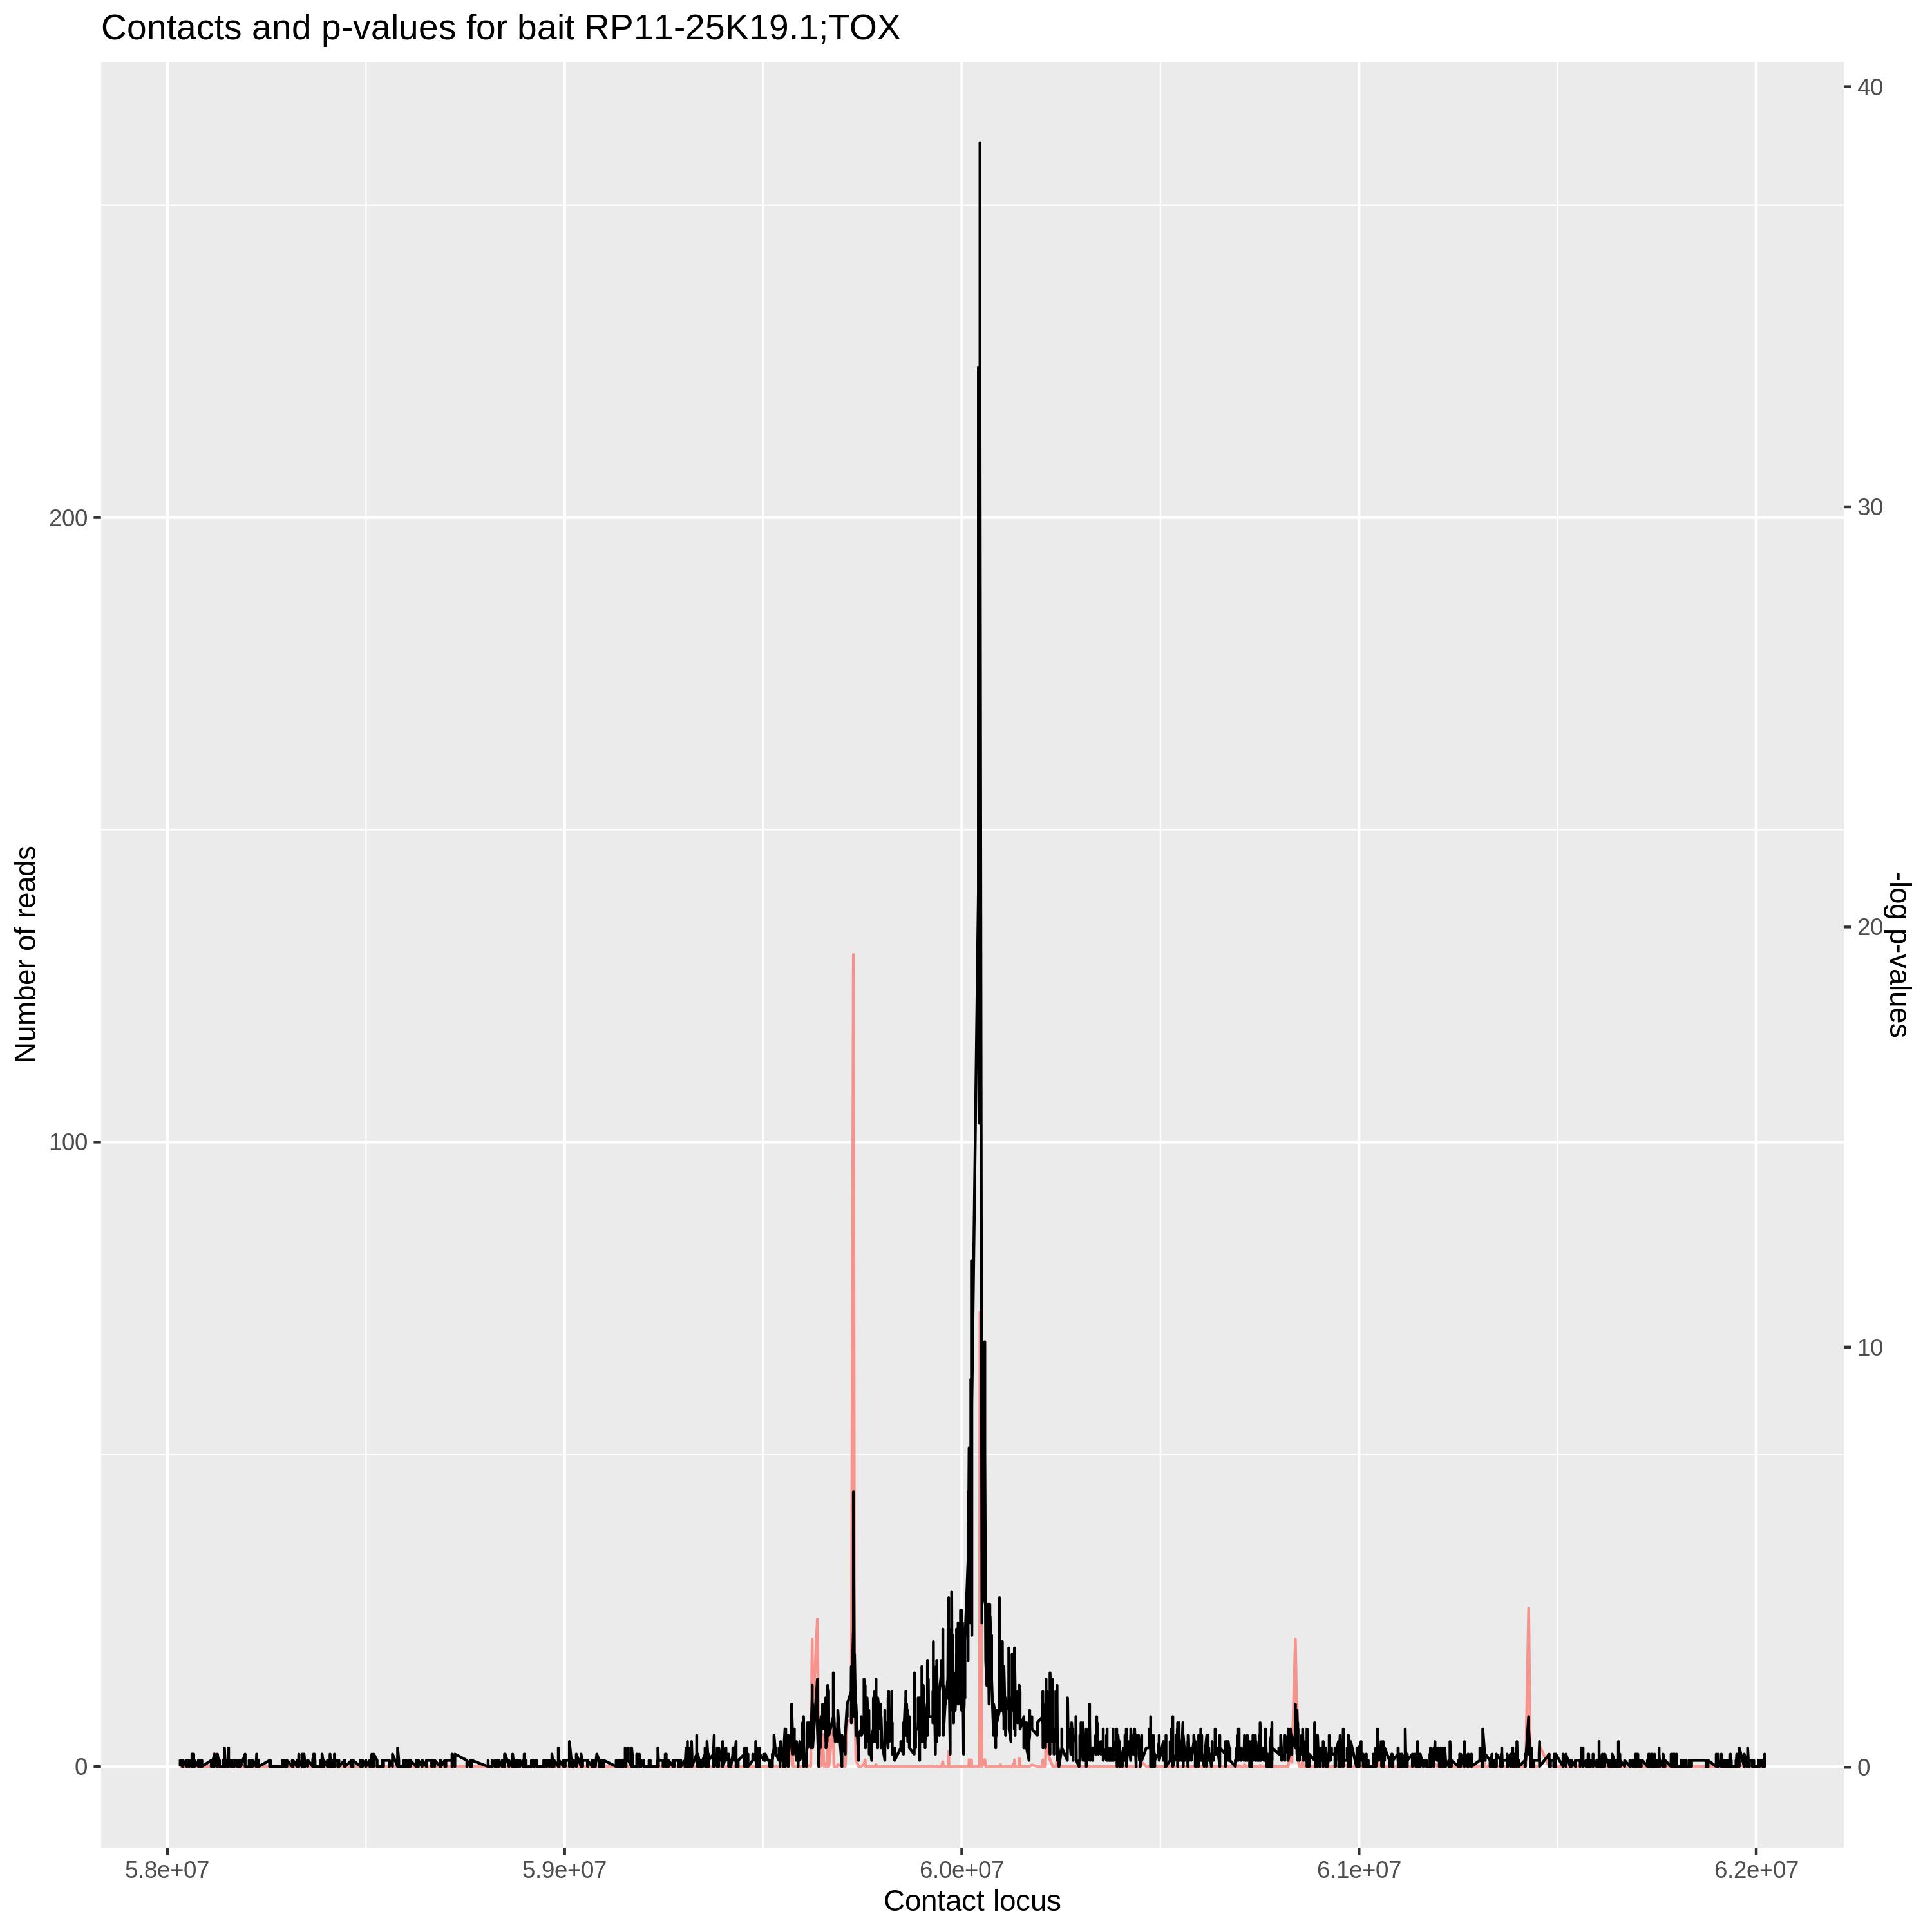 Contacts and p-values for bait RP11-25K19.1;TOX
40
200
30
Number of reads
-log p-values
20
100
10
0
0
5.8e+07
5.9e+07
6.0e+07
6.1e+07
6.2e+07
Contact locus